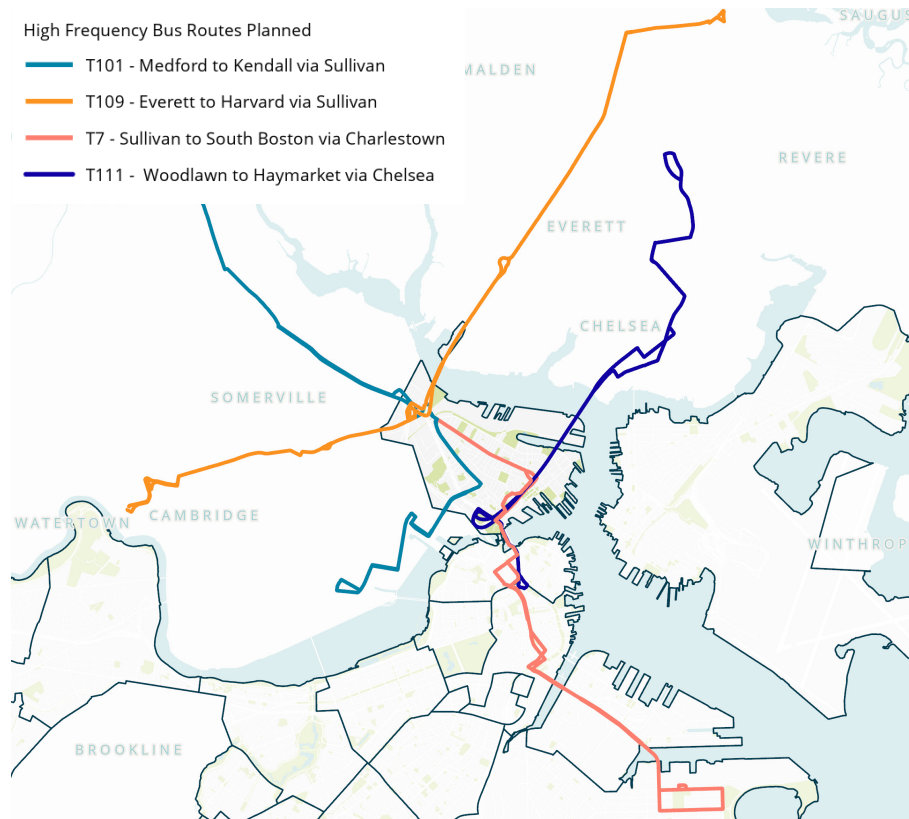 High Frequency Bus Routes Planned
T101 - Medford to Kendall via Sullivan
T109 - Everett to Harvard via Sullivan
T7 - Sullivan to South Boston via Charlestown
T111 - Woodlawn to Haymarket via Chelsea
SAUGUS
MALDEN
REVERE
EVERETT
CHELSEA
SOMERVILLE
WATERTOWN
CAMBRIDGE
WINTHROP
BROOKLINE